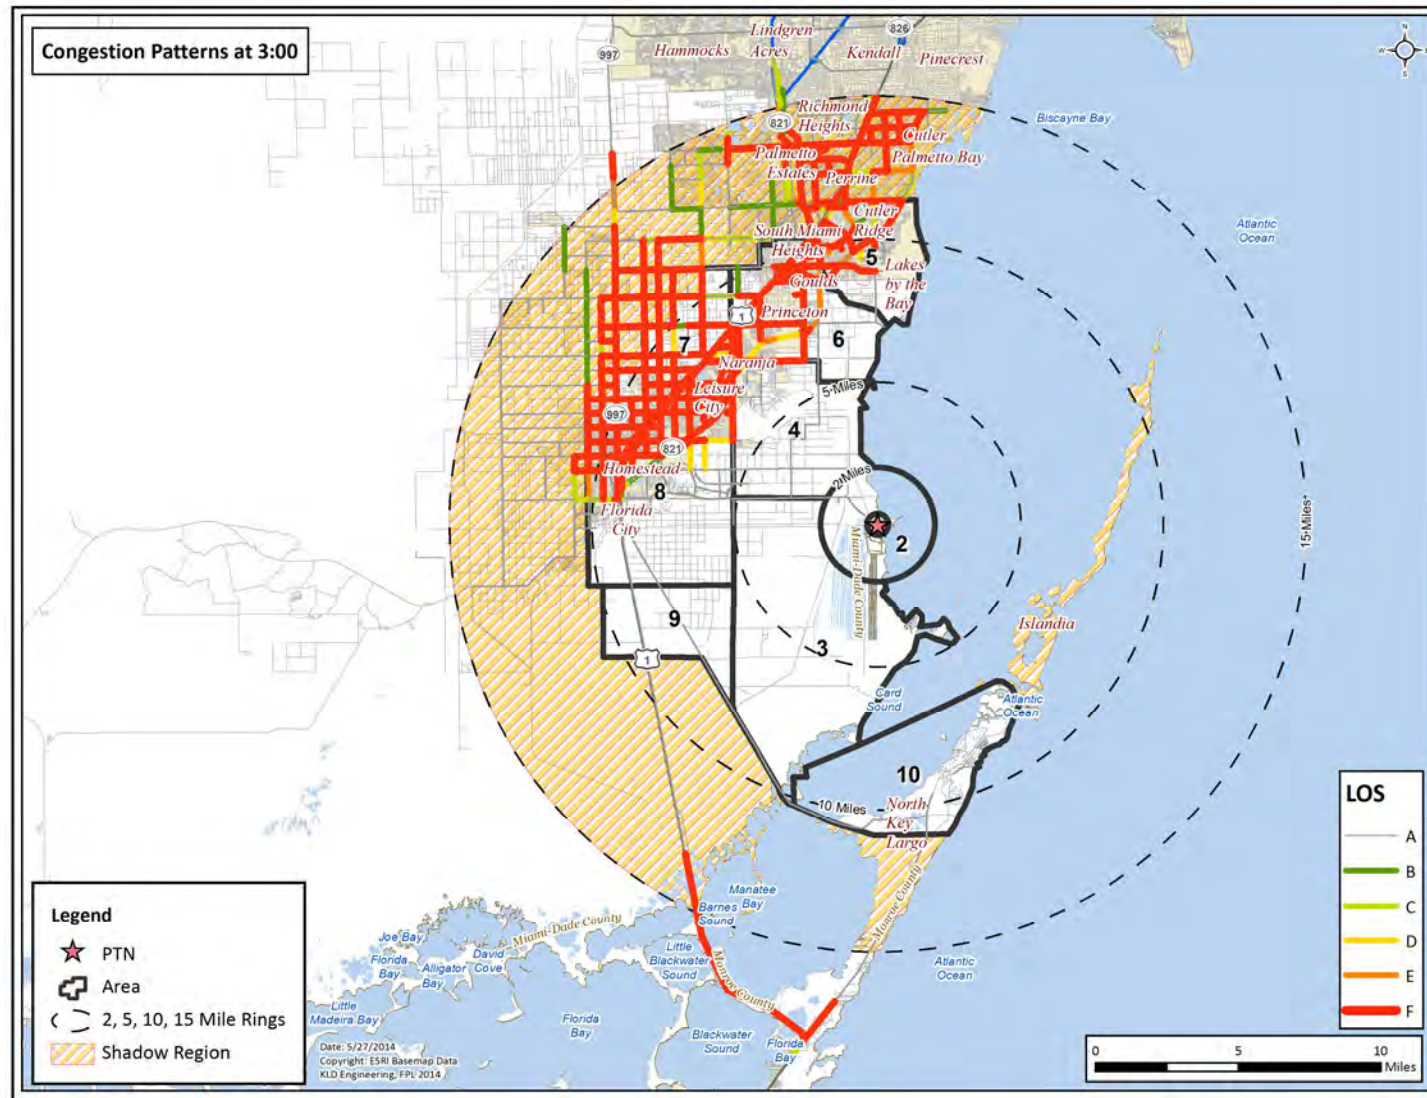 Congestion Patterns at 3:00
N
W
S
997
Hammocks
Lindgren
Acres
826
Kendall
Pinecrest
821
Richmond
Heights
Biscayne Bay
Cutler
Palmetto
Estates
Palmetto Bay
Perrine
Cutler
Ridge
Atlantic
Ocean
South Miami
Heights
5
Lakes
by the
Bay
Goulds
1
Princeton
6
7
Naranja
Leisure
City
5 Miles
997
4
821
Homestead
2 Miles
8
Florida
City
15 Miles
2
Miami-Dade County
9
Islandia
3
1
Card
Sound
Atlantic
Ocean
10
10 Miles
North
Key
Largo
Monroe County
Manatee
Bay
Barnes
Sound
Miami-Dade County
Joe Bay
Florida
Bay
Alligator
Bay
David
Cove
Little
Blackwater
Sound
Atlantic
Ocean
Monroe County
Little
Madeira Bay
Florida
Bay
Blackwater
Sound
Florida
Bay
Legend
PTN
Area
2, 5, 10, 15 Mile Rings
Shadow Region
Date: 5/27/2014
Copyright: ESRI Basemap Data
KLD Engineering, FPL 2014
LOS
A
B
C
D
E
F
0 5 10
Miles